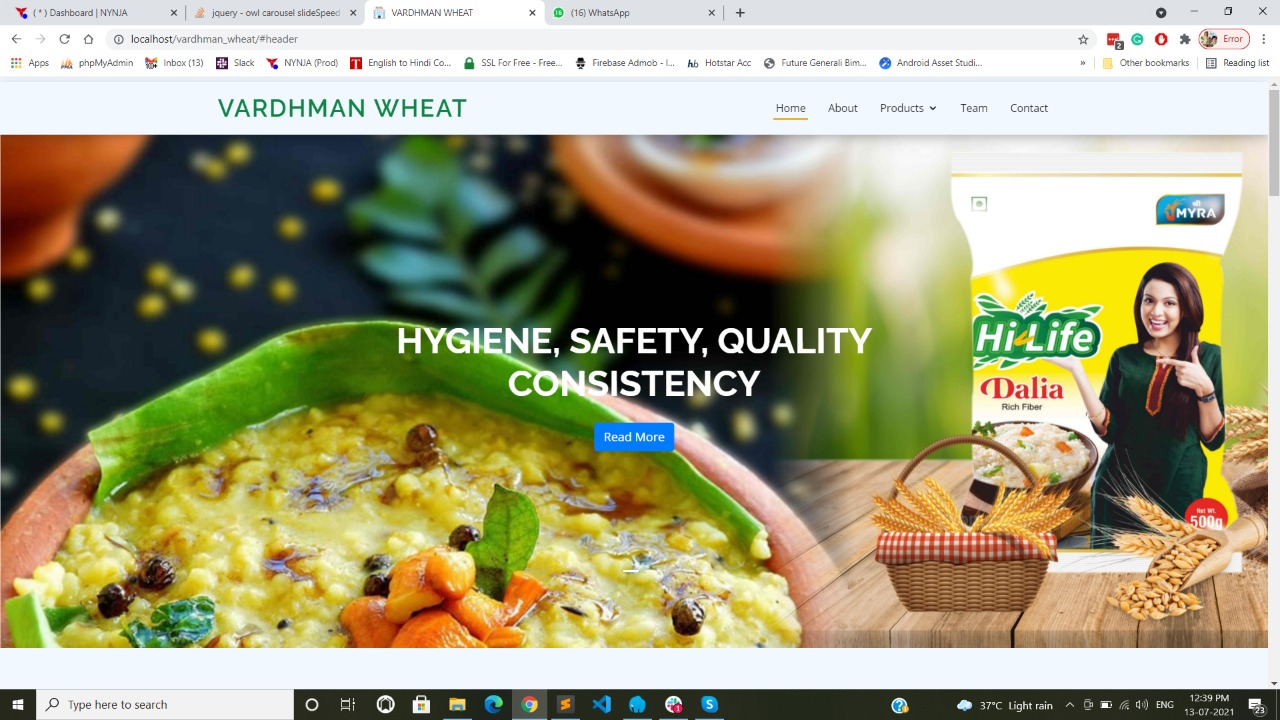 ( * ) Dashboard | NYNJA
jquery - owl carousel slideSpeed
VARDHMAN WHEAT
(16) WhatsApp
localhost/vardhman_wheat/#header
2
Error
Apps
phpMyAdmin
Inbox (13)
Slack
NYNJA (Prod)
English to Hindi Co...
SSL For Free - Free...
Firebase Admob - I...
Hotstar Acc
Future Generali Bim...
Android Asset Studi...
»
Other bookmarks
Reading list
VARDHMAN WHEAT
Home
About
Products
Team
Contact
श्री
MYRA
HYGIENE, SAFETY, QUALITY
CONSISTENCY
Read More
Hi-Life
Dalia
Rich Fiber
Net Wt.
500g
Type here to search
37°C Light rain
ENG
12:39 PM
13-07-2021
23